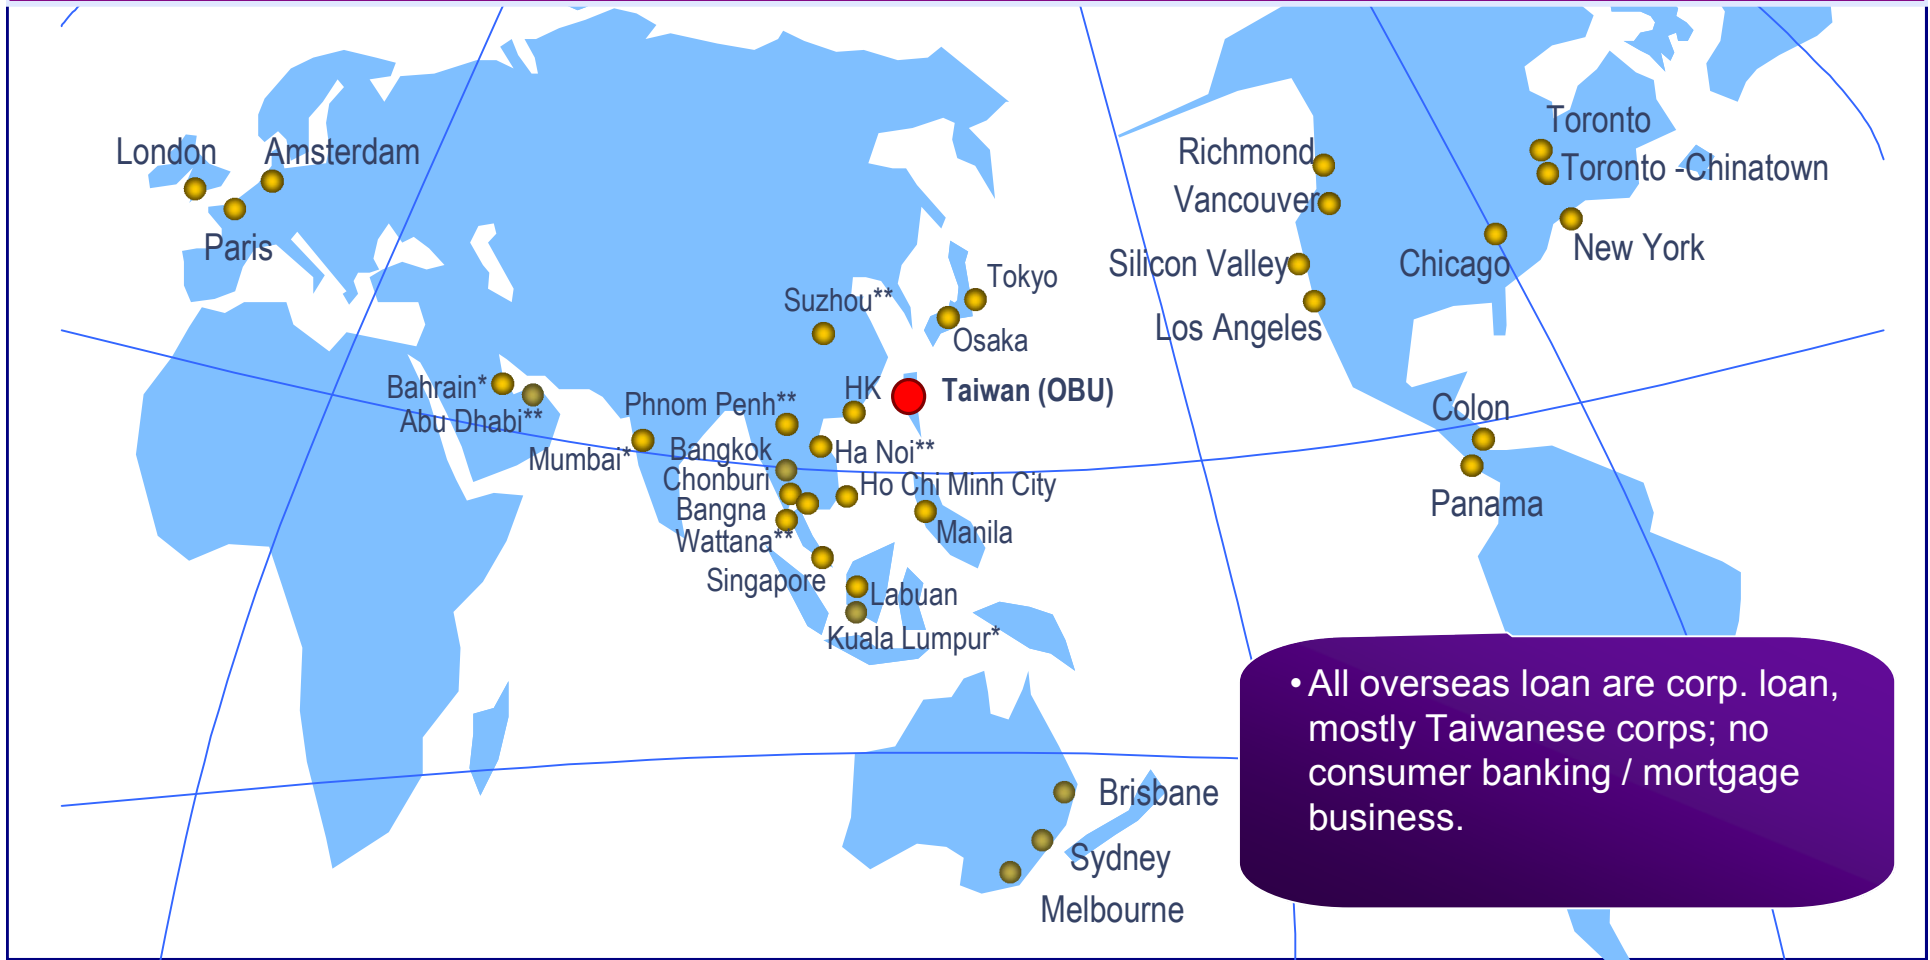 London
Amsterdam
Paris
Bahrain*
Abu Dhabi**
Mumbai*
Suzhou**
Tokyo
Osaka
HK
Taiwan (OBU)
Phnom Penh**
Bangkok
Ha Noi**
Chonburi
Ho Chi Minh City
Bangna
Wattana**
Manila
Singapore
Labuan
Kuala Lumpur*
Brisbane
Sydney
Melbourne
Richmond
Vancouver
Silicon Valley
Los Angeles
Toronto
Toronto -Chinatown
New York
Chicago
Colon
Panama
• All overseas loan are corp. loan,
mostly Taiwanese corps; no
consumer banking / mortgage
business.